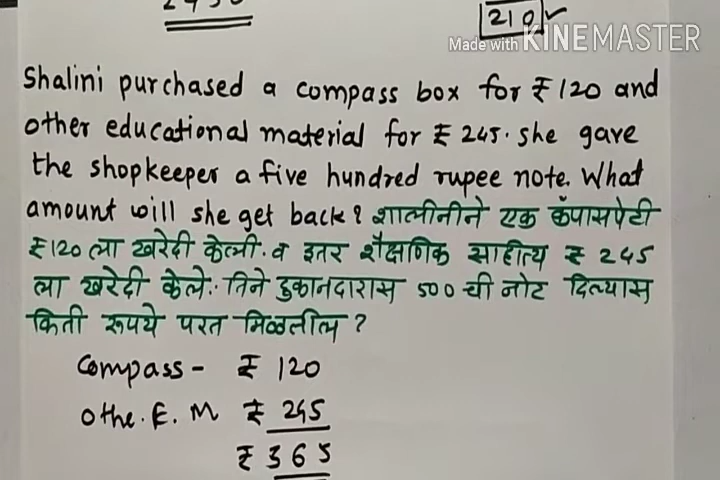 210 ✓
Made with KINEMASTER
Shalini purchased a compass box for ₹ 120 and
other educational material for ₹ 245. she gave
the shopkeeper a five hundred rupee note. What
amount will she get back? शालीनीने एक कँपासपेटी
₹120 ला खरेदी केली. व इतर शैक्षणिक साहीत्य ₹ 245
ला खरेदी केले. तिने दुकानदारास 500 ची नोट दिल्यास
किती रूपये परत मिळतील ?
Compass - ₹ 120
Othe. E. M ₹ 245
₹ 365